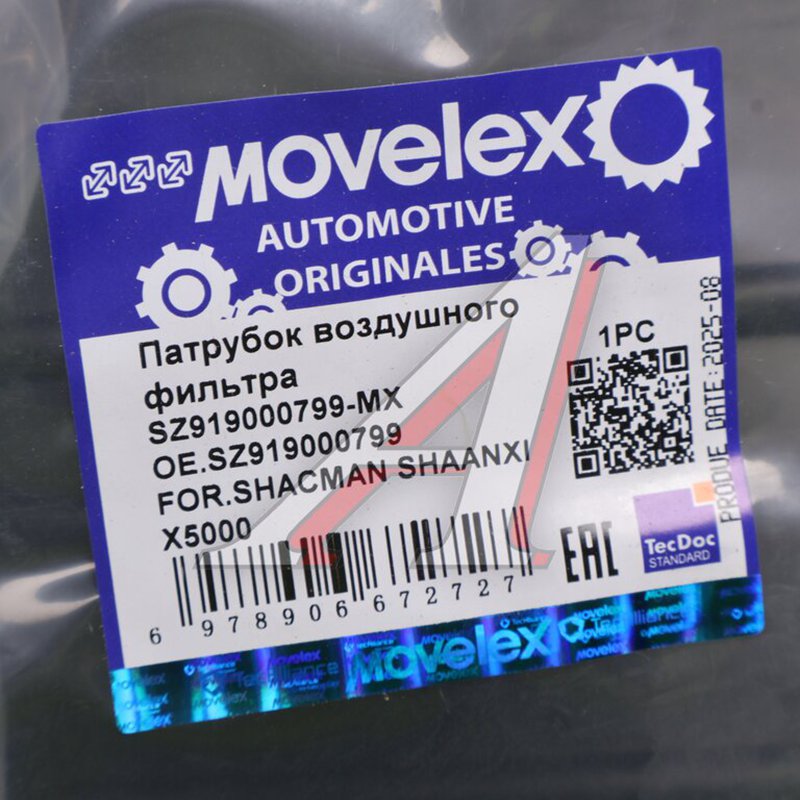 MOVELEX
AUTOMOTIVE
ORIGINALES
Патрубок воздушного
фильтра
SZ919000799-MX
OE.SZ919000799
FOR.SHACMAN SHAANXI
X5000
1PC
PRODUE DATE:2025-08
6 978906 672727
EAC
TecDoc
STANDARD
Movelex